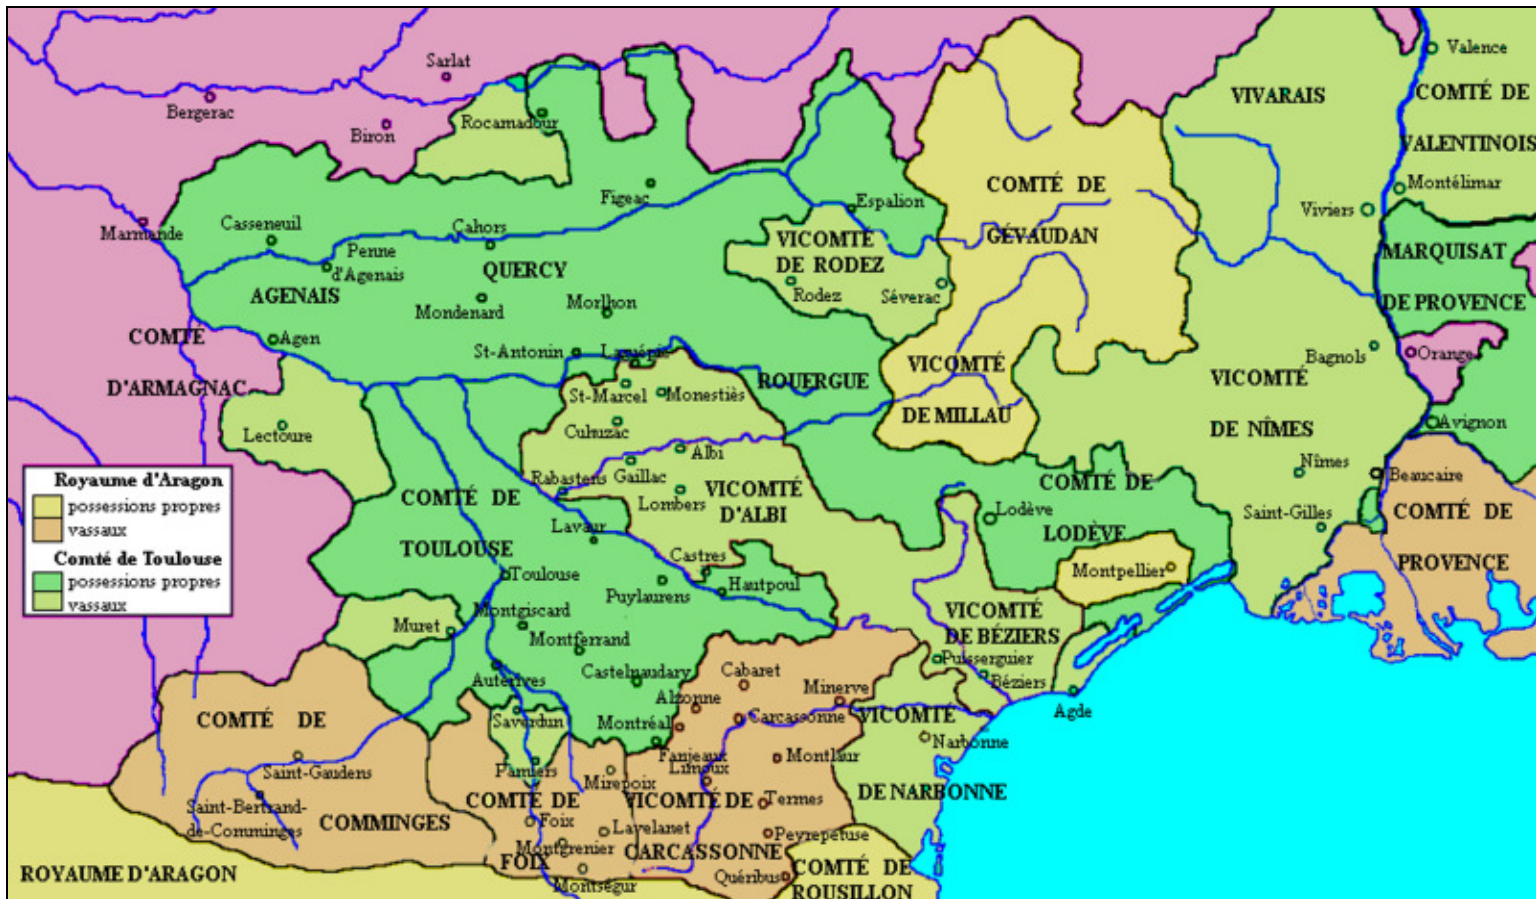 Valence
Sarlat
VIVARAIS
COMTÉ DE
VALENTINOIS
Bergerac
Biron
Rocamadour
Montélimar
COMTÉ DE
GÉVAUDAN
Figeac
Espalion
Viviers
Marmande
Casseneuil
Cahors
Penne
d'Agenais
VICOMTÉ
DE RODEZ
MARQUISAT
DE PROVENCE
QUERCY
AGENAIS
Mondenard
Morlhon
Rodez
Séverac
COMTÉ
D'ARMAGNAC
Agen
St-Antonin
Laguépie
ROUERGUE
VICOMTÉ
DE MILLAU
Bagnols
Orange
VICOMTÉ
DE NÎMES
St-Marcel
Monestiès
Lectoure
Cuhuzac
Avignon
Albi
Gaillac
Rabastens
Lombers
VICOMTÉ
D'ALBI
Nîmes
Beaucaire
Royaume d'Aragon
possessions propres
vassaux
Comté de Toulouse
possessions propres
vassaux
COMTÉ DE
TOULOUSE
Lavaur
COMTÉ DE
LODÈVE
Lodève
Saint-Gilles
COMTÉ DE
PROVENCE
Toulouse
Castres
Hautpoul
Puylaurens
Montpellier
Montgiscard
Muret
Montferrand
VICOMTÉ
DE BÉZIERS
Puisserguier
Béziers
Auterives
Castelnaudary
Cabaret
Alzonne
Minerve
Agde
COMTÉ DE
COMMINGES
Saverdun
Montréal
Carcassonne
VICOMTÉ
DE NARBONNE
Narbonne
Fanjeaux
Limoux
Montlaur
Saint-Gaudens
Pamiers
Mirepoix
Saint-Bertrand-
de-Comminges
COMTÉ DE
FOIX
VICOMTÉ DE
CARCASSONNE
Termes
Foix
Lavelanet
Peyrepetuse
Montgrenier
Montségur
Quéribus
ROYAUME D'ARAGON
COMTÉ DE
ROUSILLON